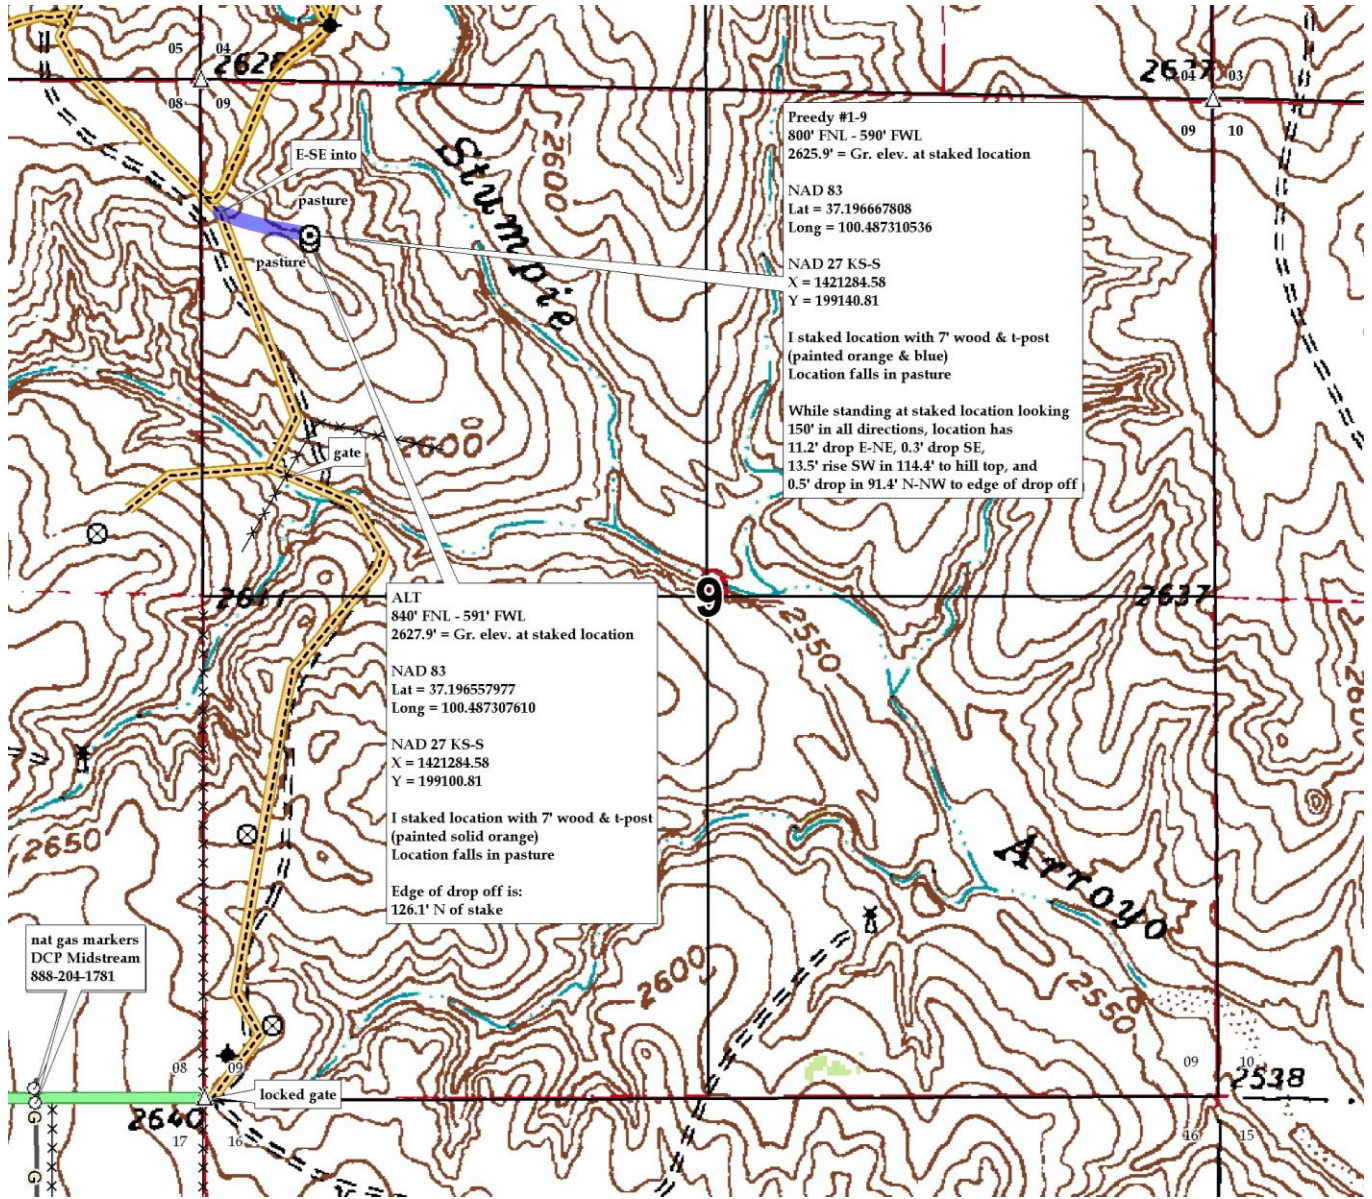 05 04
2628
2637
04 03
08 09
09 10
Preedy #1-9
800' FNL - 590' FWL
2625.9' = Gr. elev. at staked location
NAD 83
Lat = 37.196667808
Long = 100.487310536
NAD 27 KS-S
X = 1421284.58
Y = 199140.81
I staked location with 7' wood & t-post
(painted orange & blue)
Location falls in pasture
While standing at staked location looking
150' in all directions, location has
11.2' drop E-NE, 0.3' drop SE,
13.5' rise SW in 114.4' to hill top, and
0.5' drop in 91.4' N-NW to edge of drop off
E-SE into
pasture
pasture
Stumpie
2600
2600
gate
9
2637
2550
ALT
840' FNL - 591' FWL
2627.9' = Gr. elev. at staked location
NAD 83
Lat = 37.196557977
Long = 100.487307610
NAD 27 KS-S
X = 1421284.58
Y = 199100.81
I staked location with 7' wood & t-post
(painted solid orange)
Location falls in pasture
Edge of drop off is:
126.1' N of stake
2650
Arroyo
nat gas markers
DCP Midstream
888-204-1781
2600
2550
08 09
09 10
2538
locked gate
2640
17 16
16 15
G
G